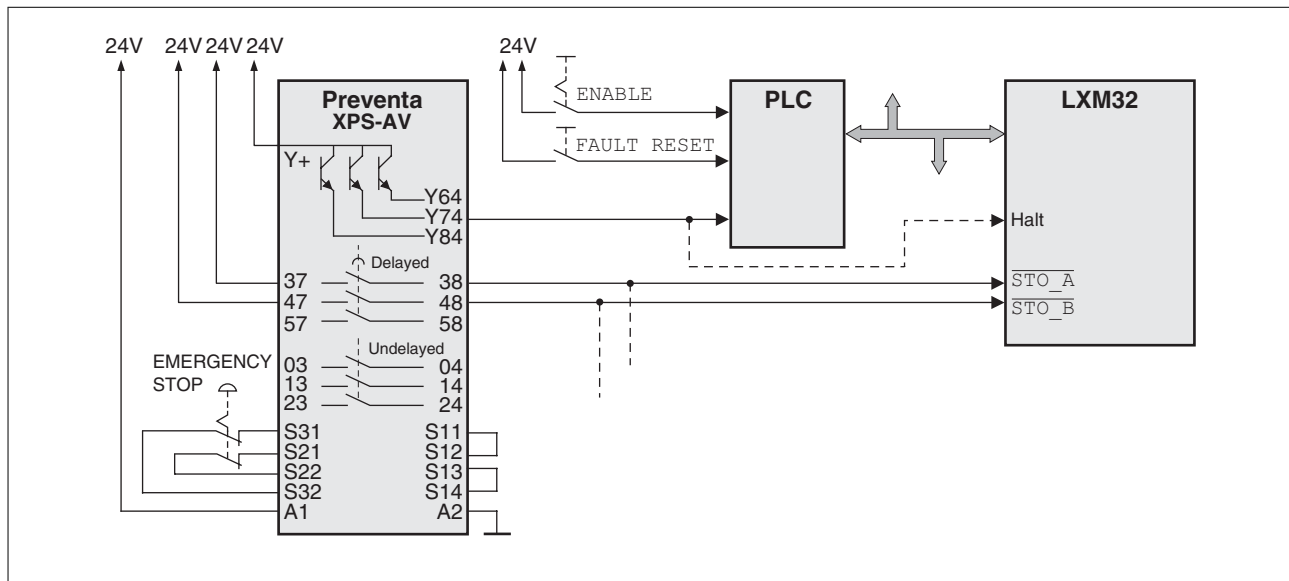 24V 24V 24V 24V 24V
Preventa
XPS-AV
PLC
LXM32
ENABLE
FAULT RESET
Y+
Y64
Y74
Y84
Halt
Delayed
37 38
47 48
57 58
STO_A
STO_B
Undelayed
EMERGENCY
STOP
03 04
13 14
23 24
S31 S11
S21 S12
S22 S13
S32 S14
A1 A2